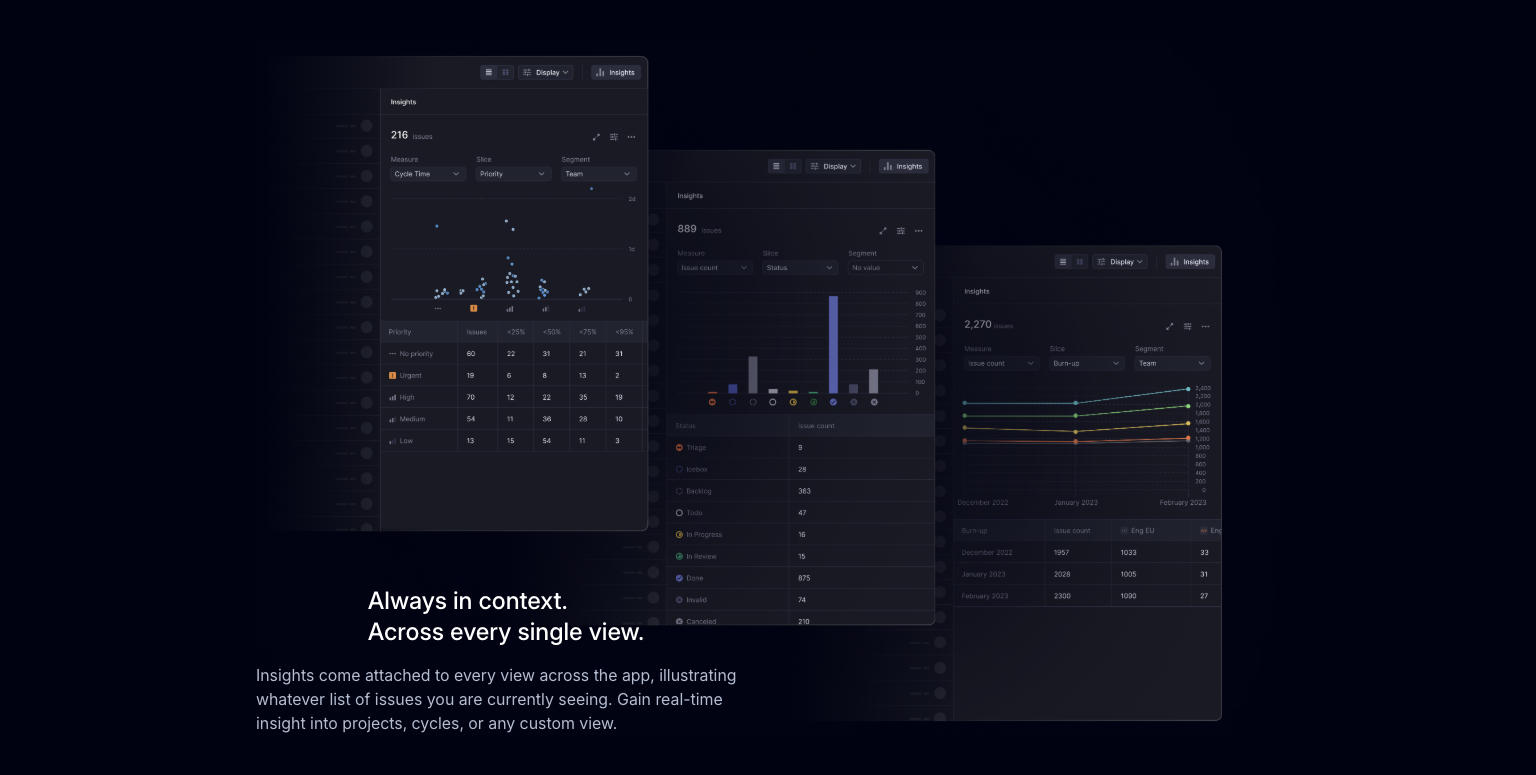 Display
Insights
Insights
216 issues
Measure Slice Segment
Cycle Time Priority Team
2d
1d
0
Priority Issues <25% <50% <75% <95%
No priority 60 22 31 21 31
Urgent 19 6 8 13 2
High 70 12 22 35 19
Medium 54 11 36 28 10
Low 13 15 54 11 3
Display
Insights
Insights
889 issues
Measure Slice Segment
Issue count Status No value
900
800
700
600
500
400
300
200
100
0
Status Issue count
Triage 9
Icebox 28
Backlog 363
Todo 47
In Progress 16
In Review 15
Done 875
Invalid 74
Canceled 210
Display
Insights
Insights
2,270 issues
Measure Slice Segment
Issue count Burn-up Team
2,400
2,200
2,000
1,800
1,600
1,400
1,200
1,000
800
600
400
200
0
December 2022 January 2023 February 2023
Burn-up Issue count Eng EU Eng
December 2022 1957 1033 33
January 2023 2028 1005 31
February 2023 2300 1090 27
Always in context.
Across every single view.
Insights come attached to every view across the app, illustrating
whatever list of issues you are currently seeing. Gain real-time
insight into projects, cycles, or any custom view.